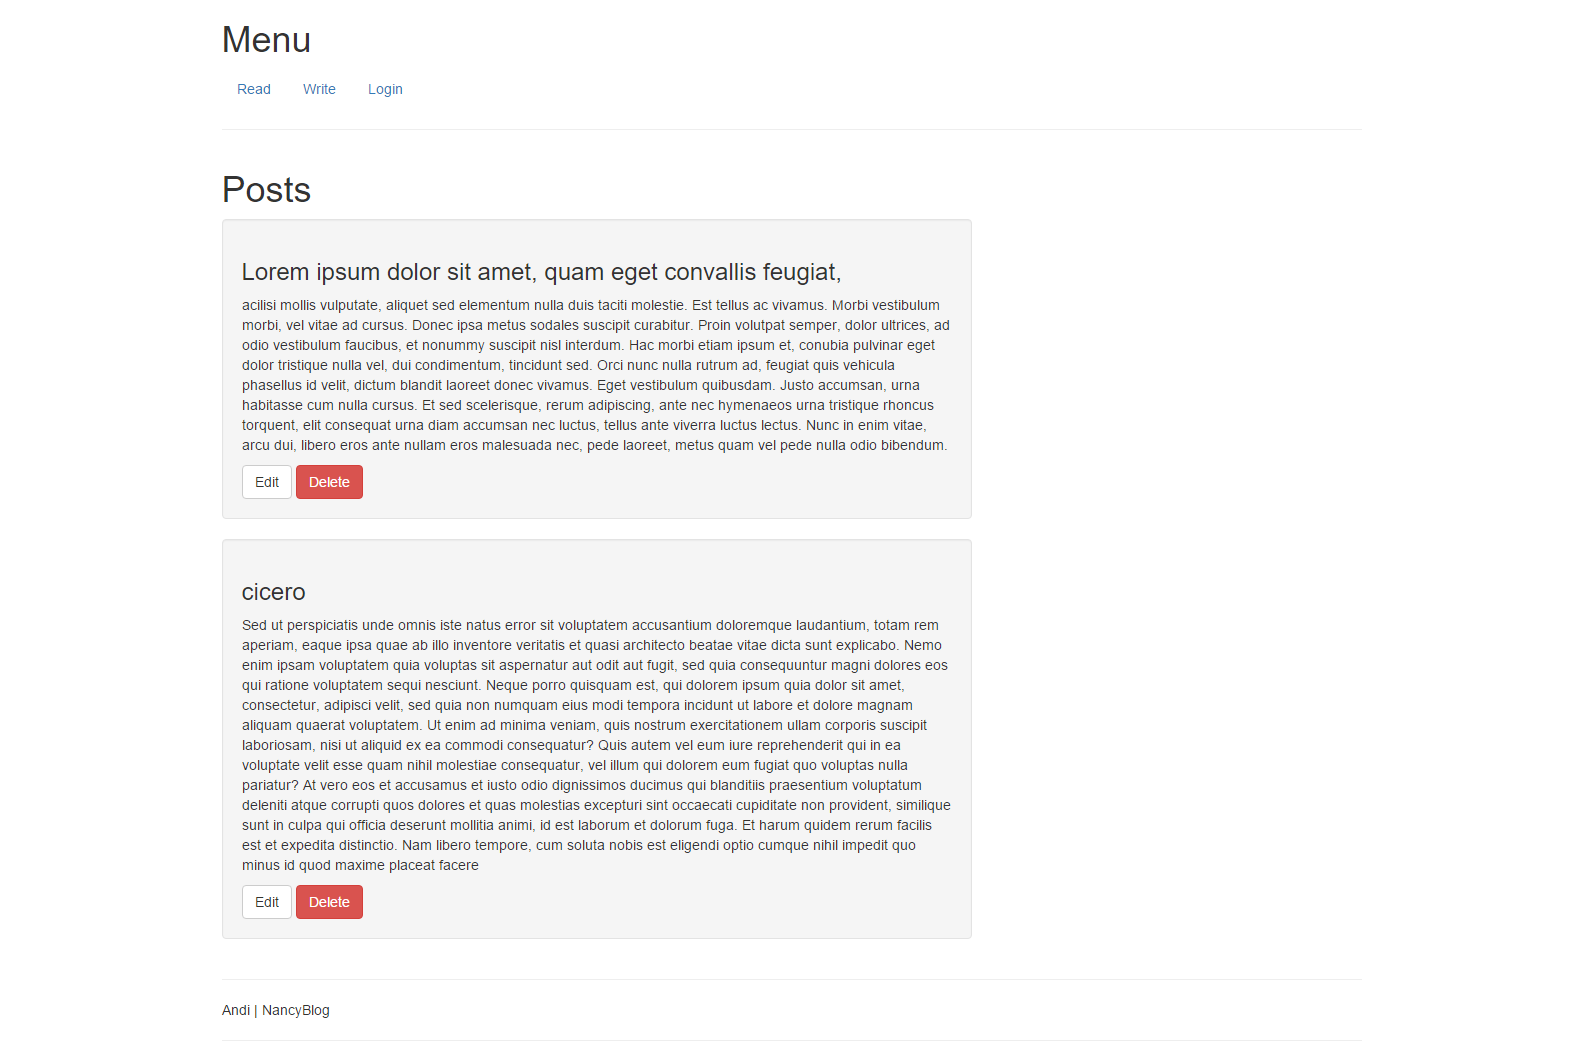 Menu
Read Write Login
Posts
Lorem ipsum dolor sit amet, quam eget convallis feugiat,
acilisi mollis vulputate, aliquet sed elementum nulla duis taciti molestie. Est tellus ac vivamus. Morbi vestibulum
morbi, vel vitae ad cursus. Donec ipsa metus sodales suscipit curabitur. Proin volutpat semper, dolor ultrices, ad
odio vestibulum faucibus, et nonummy suscipit nisl interdum. Hac morbi etiam ipsum et, conubia pulvinar eget
dolor tristique nulla vel, dui condimentum, tincidunt sed. Orci nunc nulla rutrum ad, feugiat quis vehicula
phasellus id velit, dictum blandit laoreet donec vivamus. Eget vestibulum quibusdam. Justo accumsan, urna
habitasse cum nulla cursus. Et sed scelerisque, rerum adipiscing, ante nec hymenaeos urna tristique rhoncus
torquent, elit consequat urna diam accumsan nec luctus, tellus ante viverra luctus lectus. Nunc in enim vitae,
arcu dui, libero eros ante nullam eros malesuada nec, pede laoreet, metus quam vel pede nulla odio bibendum.
Edit Delete
cicero
Sed ut perspiciatis unde omnis iste natus error sit voluptatem accusantium doloremque laudantium, totam rem
aperiam, eaque ipsa quae ab illo inventore veritatis et quasi architecto beatae vitae dicta sunt explicabo. Nemo
enim ipsam voluptatem quia voluptas sit aspernatur aut odit aut fugit, sed quia consequuntur magni dolores eos
qui ratione voluptatem sequi nesciunt. Neque porro quisquam est, qui dolorem ipsum quia dolor sit amet,
consectetur, adipisci velit, sed quia non numquam eius modi tempora incidunt ut labore et dolore magnam
aliquam quaerat voluptatem. Ut enim ad minima veniam, quis nostrum exercitationem ullam corporis suscipit
laboriosam, nisi ut aliquid ex ea commodi consequatur? Quis autem vel eum iure reprehenderit qui in ea
voluptate velit esse quam nihil molestiae consequatur, vel illum qui dolorem eum fugiat quo voluptas nulla
pariatur? At vero eos et accusamus et iusto odio dignissimos ducimus qui blanditiis praesentium voluptatum
deleniti atque corrupti quos dolores et quas molestias excepturi sint occaecati cupiditate non provident, similique
sunt in culpa qui officia deserunt mollitia animi, id est laborum et dolorum fuga. Et harum quidem rerum facilis
est et expedita distinctio. Nam libero tempore, cum soluta nobis est eligendi optio cumque nihil impedit quo
minus id quod maxime placeat facere
Edit Delete
Andi | NancyBlog